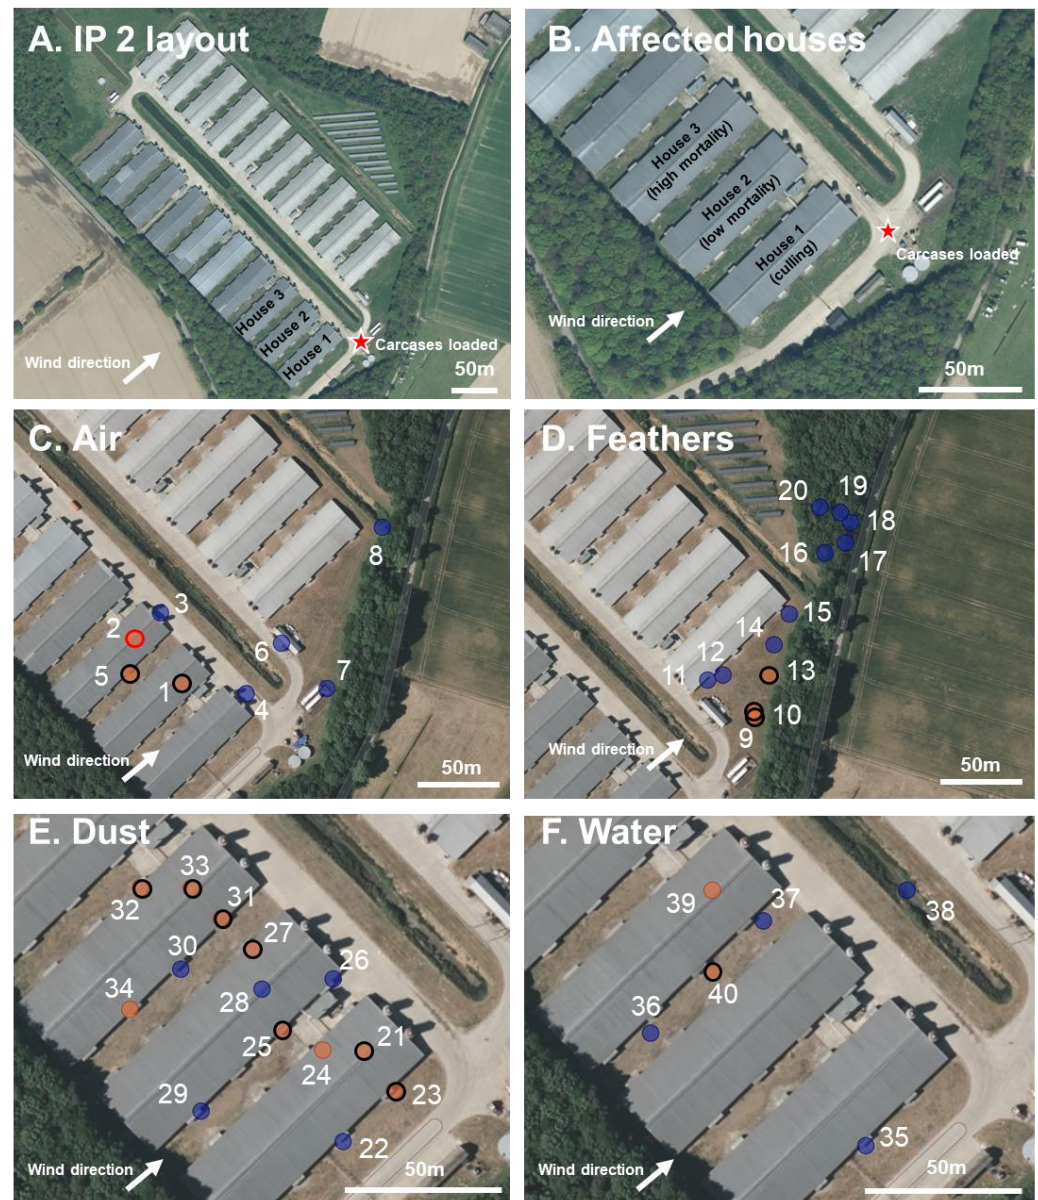 A. IP 2 layout
House 3
House 2
House 1
Carcases loaded
Wind direction
50m
B. Affected houses
House 3
(high mortality)
House 2
(low mortality)
House 1
(culling)
Carcases loaded
Wind direction
50m
C. Air
8
3
2
6
5
1
7
4
Wind direction
50m
D. Feathers
20
19
18
16
17
15
14
12
11
13
10
9
Wind direction
50m
E. Dust
33
32
31
27
30
26
28
34
25
21
24
23
29
22
Wind direction
50m
F. Water
39
37
38
40
36
35
Wind direction
50m